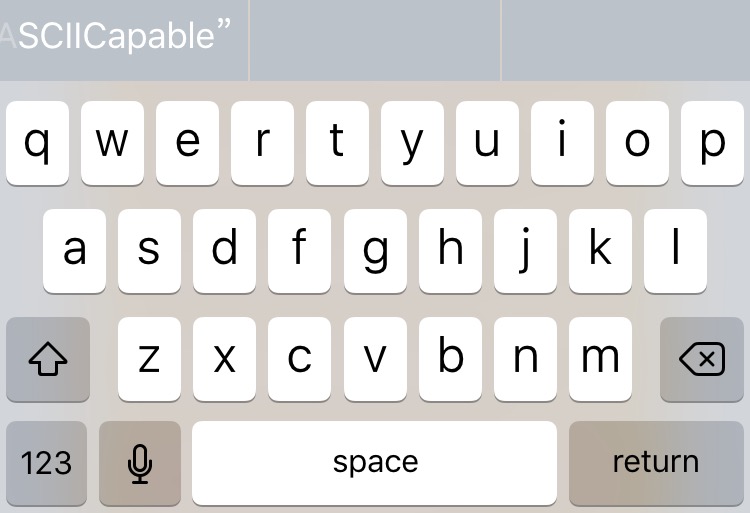 ASCIICapable”
q w e r t y u i o p
a s d f g h j k l
z x c v b n m
123 space return